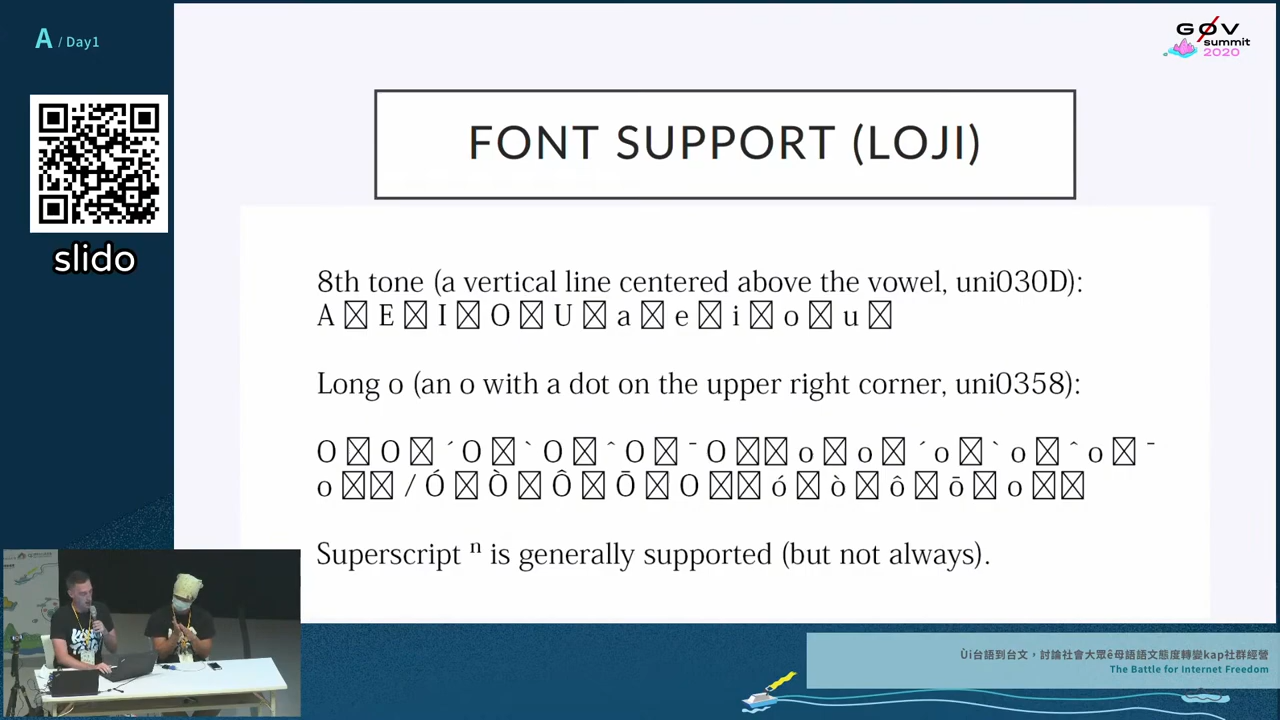 A / Day1
GØV
summit
2020
slido
FONT SUPPORT (LOJI)
8th tone (a vertical line centered above the vowel, uni030D):
A ☒ E ☒ I ☒ O ☒ U ☒ a ☒ e ☒ i ☒ o ☒ u ☒
Long o (an o with a dot on the upper right corner, uni0358):
O ☒ O ☒ ´ O ☒ ` O ☒ ˆ O ☒ ˉ O ☒☒ o ☒ o ☒ ´ o ☒ ` o ☒ ˆ o ☒ ˉ
o ☒☒ / Ó ☒ Ò ☒ Ô ☒ Ō ☒ O ☒☒ ó ☒ ò ☒ ô ☒ ō ☒ o ☒☒
Superscript ⁿ is generally supported (but not always).
Ùi台語到台文，討論社會大眾ê母語語文態度轉變kap社群經營
The Battle for Internet Freedom